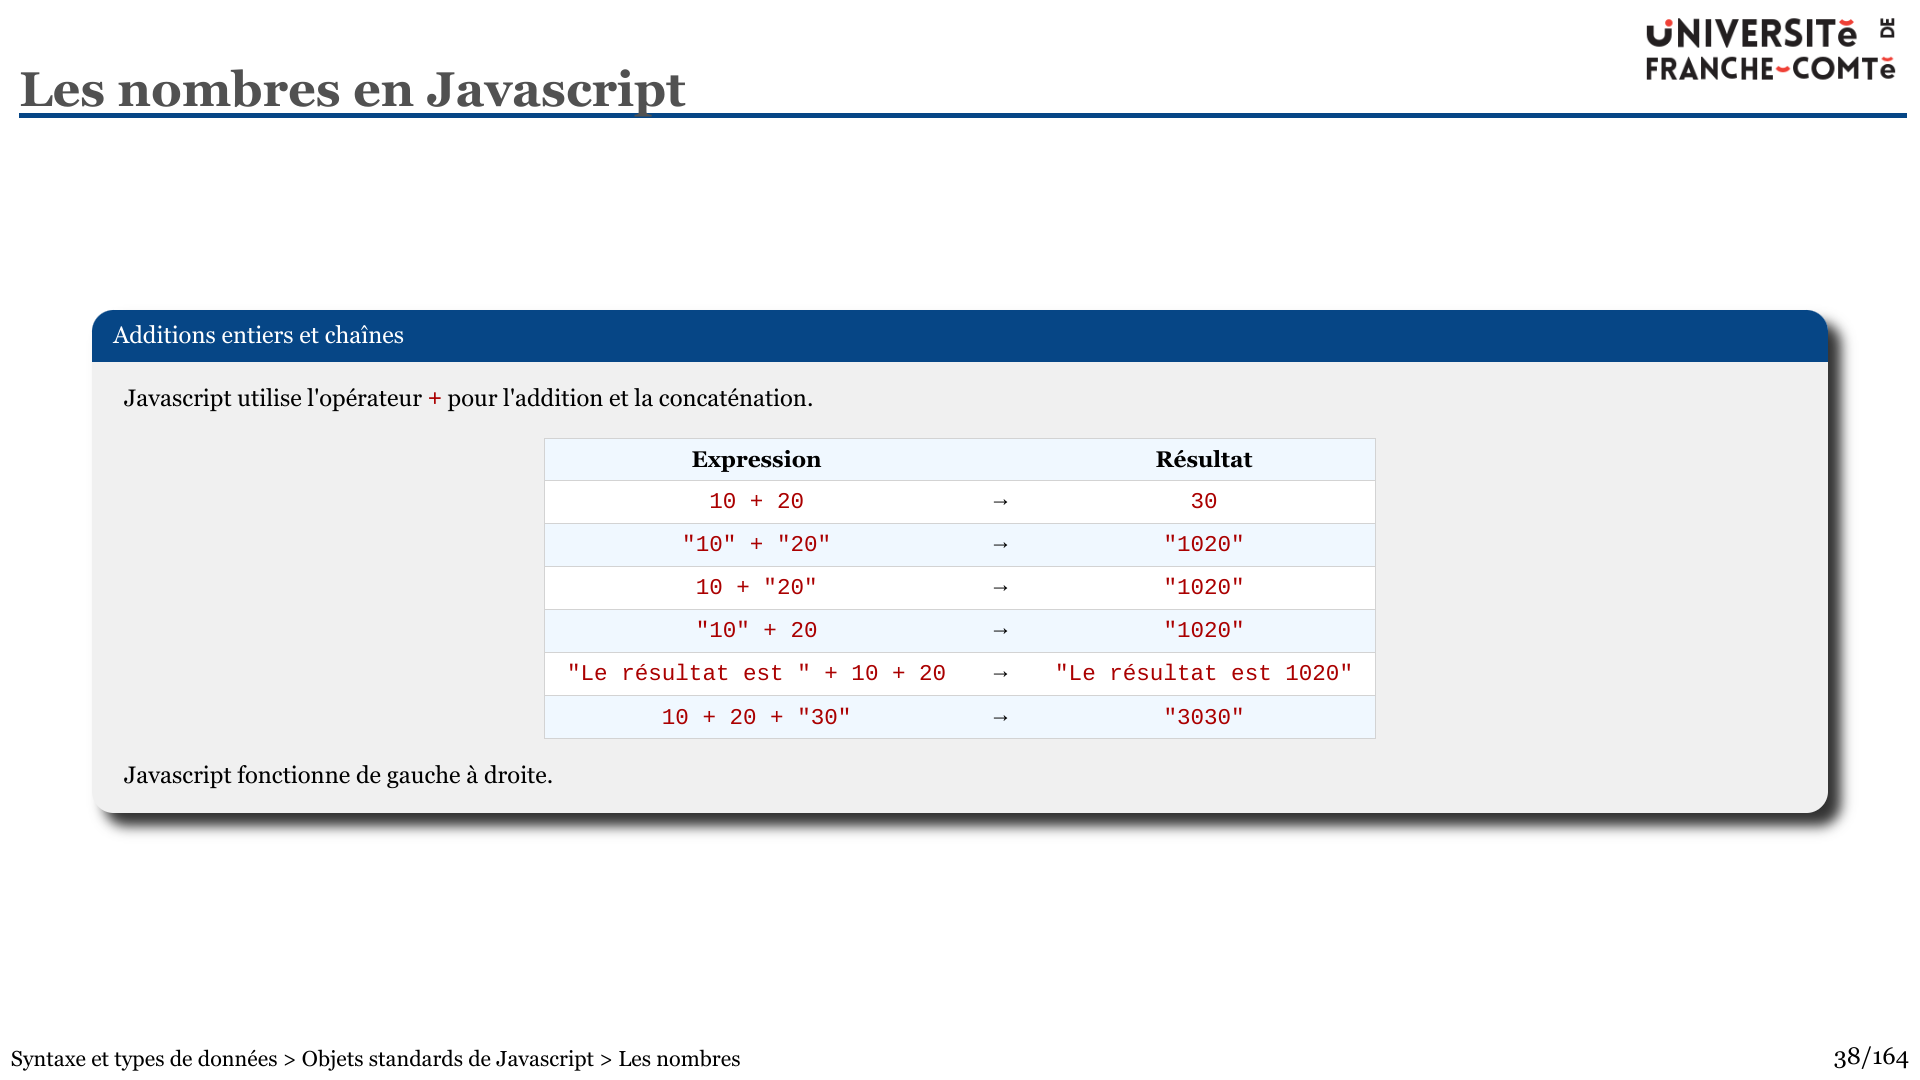 UNIVERSITĕ DE
FRANCHE-COMTĕ
Les nombres en Javascript
Additions entiers et chaînes
Javascript utilise l'opérateur + pour l'addition et la concaténation.
Expression Résultat
10 + 20 → 30
"10" + "20" → "1020"
10 + "20" → "1020"
"10" + 20 → "1020"
"Le résultat est " + 10 + 20 → "Le résultat est 1020"
10 + 20 + "30" → "3030"
Javascript fonctionne de gauche à droite.
Syntaxe et types de données > Objets standards de Javascript > Les nombres
38/164